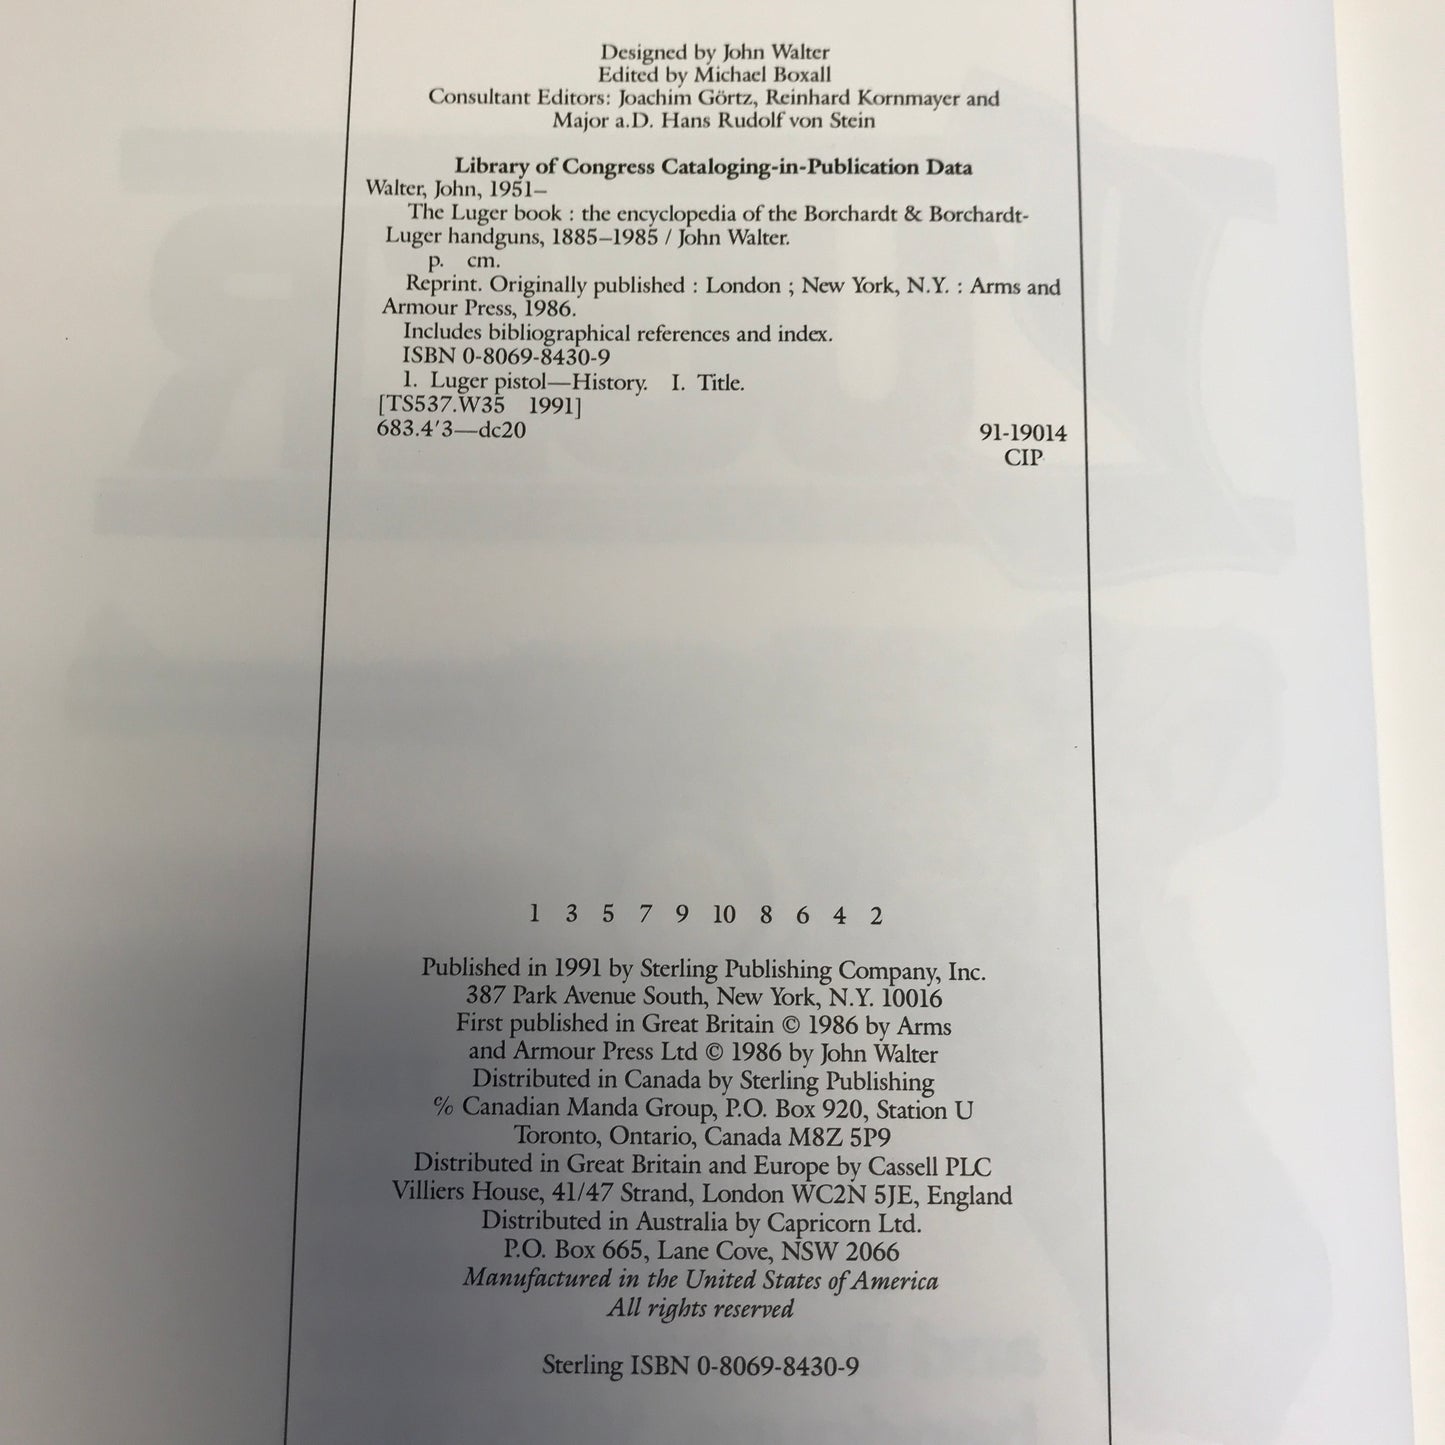 Designed by John Walter
Edited by Michael Boxall
Consultant Editors: Joachim Görtz, Reinhard Kornmayer and
Major a.D. Hans Rudolf von Stein
Library of Congress Cataloging-in-Publication Data
Walter, John, 1951–
The Luger book : the encyclopedia of the Borchardt & Borchardt-
Luger handguns, 1885–1985 / John Walter.
p. cm.
Reprint. Originally published : London ; New York, N.Y. : Arms and
Armour Press, 1986.
Includes bibliographical references and index.
ISBN 0-8069-8430-9
1. Luger pistol—History. I. Title.
[TS537.W35 1991]
683.4'3—dc20 91-19014
CIP
1 3 5 7 9 10 8 6 4 2
Published in 1991 by Sterling Publishing Company, Inc.
387 Park Avenue South, New York, N.Y. 10016
First published in Great Britain © 1986 by Arms
and Armour Press Ltd © 1986 by John Walter
Distributed in Canada by Sterling Publishing
℅ Canadian Manda Group, P.O. Box 920, Station U
Toronto, Ontario, Canada M8Z 5P9
Distributed in Great Britain and Europe by Cassell PLC
Villiers House, 41/47 Strand, London WC2N 5JE, England
Distributed in Australia by Capricorn Ltd.
P.O. Box 665, Lane Cove, NSW 2066
Manufactured in the United States of America
All rights reserved
Sterling ISBN 0-8069-8430-9